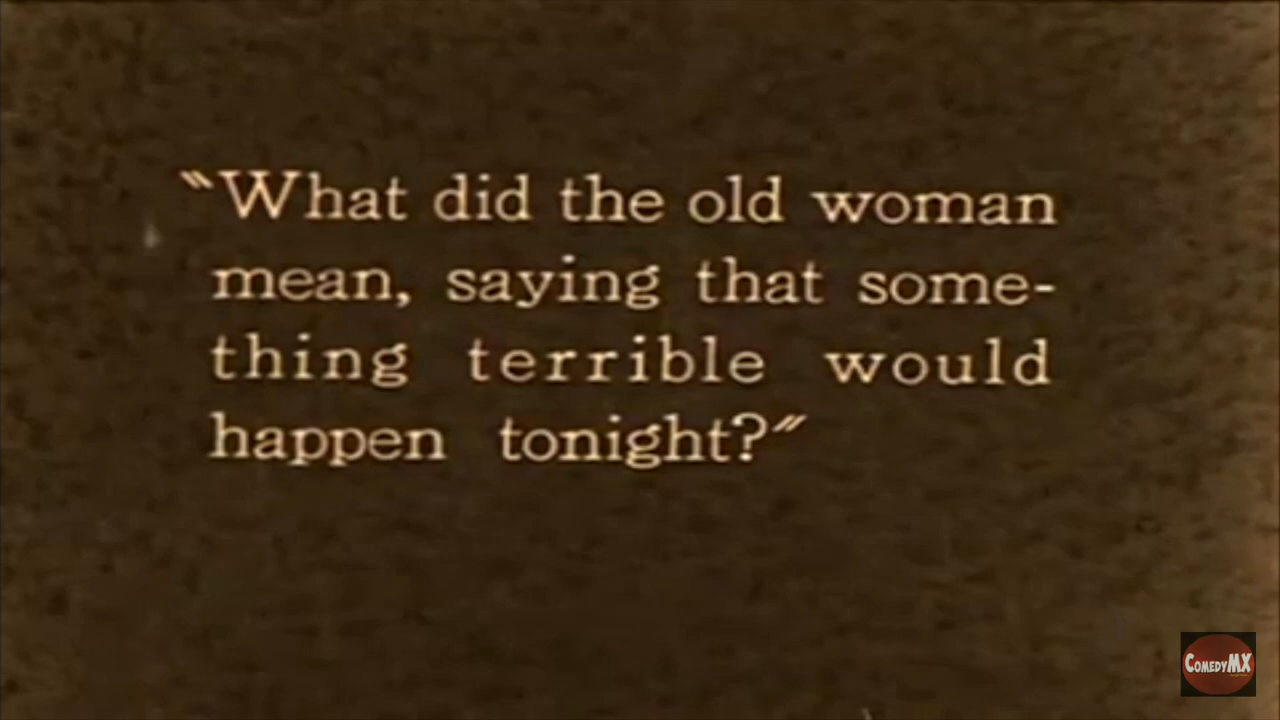 "What did the old woman
mean, saying that some-
thing terrible would
happen tonight?"
COMEDYMX